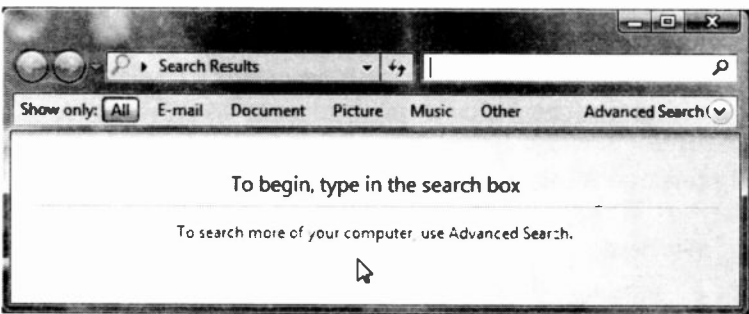 Search Results
Show only: All E-mail Document Picture Music Other Advanced Search
To begin, type in the search box
To search more of your computer, use Advanced Search.